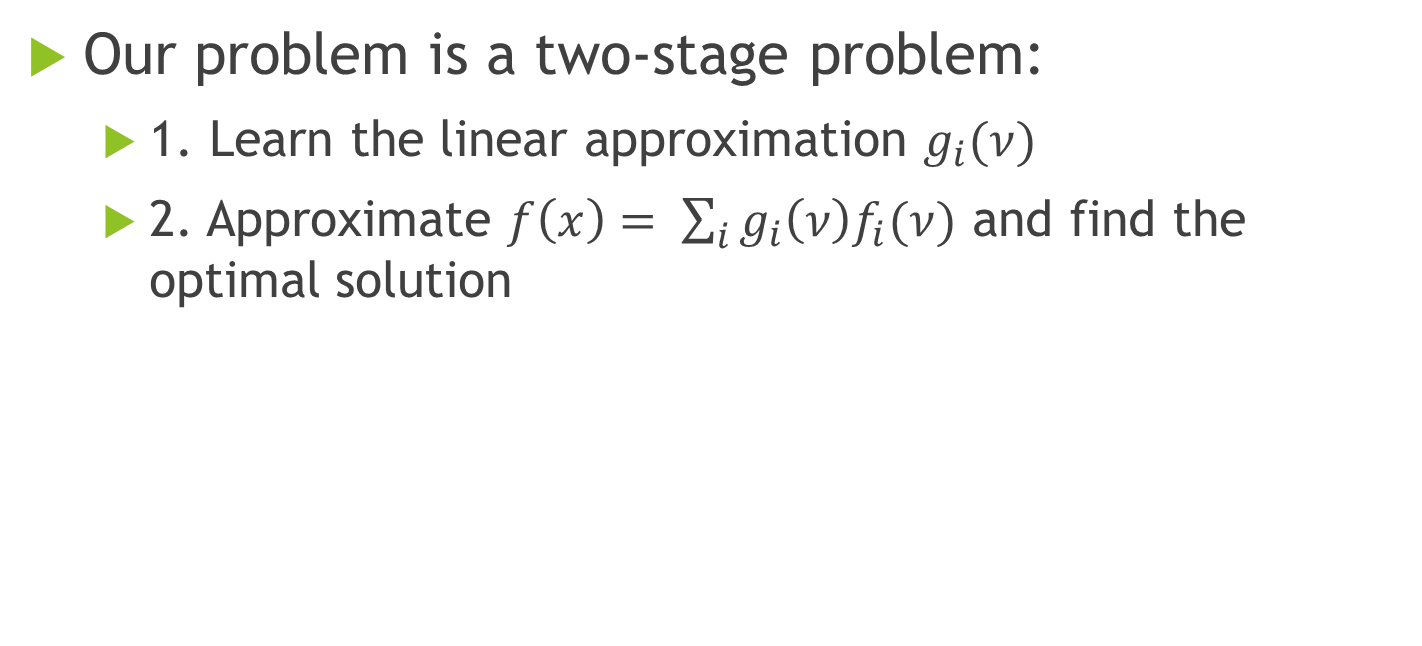 Our problem is a two-stage problem:
1. Learn the linear approximation 𝑔ᵢ(𝜈)
2. Approximate 𝑓(𝑥) = ∑ᵢ 𝑔ᵢ(𝜈)𝑓ᵢ(𝜈) and find the
optimal solution